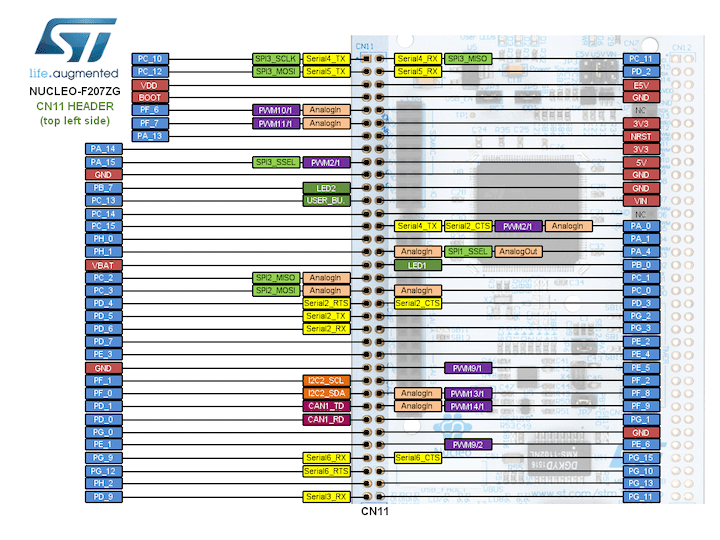 ST
life.augmented
NUCLEO-F207ZG
CN11 HEADER
(top left side)
CN11
CN12
PC_10 SPI3_SCLK Serial4_TX Serial4_RX SPI3_MISO PC_11
PC_12 SPI3_MOSI Serial5_TX Serial5_RX PD_2
VDD E5V
BOOT GND
PF_6 PWM10/1 AnalogIn NC
PF_7 PWM11/1 AnalogIn 3V3
PA_13 NRST
PA_14 3V3
PA_15 SPI3_SSEL PWM2/1 5V
GND GND
PB_7 LED2 GND
PC_13 USER_BU. VIN
PC_14 NC
PC_15 Serial4_TX Serial2_CTS PWM2/1 AnalogIn PA_0
PH_0 PA_1
PH_1 AnalogIn SPI1_SSEL AnalogOut PA_4
VBAT LED1 PB_0
PC_2 SPI2_MISO AnalogIn PC_1
PC_3 SPI2_MOSI AnalogIn AnalogIn PC_0
PD_4 Serial2_RTS Serial2_CTS PD_3
PD_5 Serial2_TX PG_2
PD_6 Serial2_RX PG_3
PD_7 PE_2
PE_3 PE_4
GND PWM9/1 PE_5
PF_1 I2C2_SCL PF_2
PF_0 I2C2_SDA AnalogIn PWM13/1 PF_8
PD_1 CAN1_TD AnalogIn PWM14/1 PF_9
PD_0 CAN1_RD PG_1
PG_0 GND
PE_1 PWM9/2 PE_6
PG_9 Serial6_RX Serial6_CTS PG_15
PG_12 Serial6_RTS PG_10
PH_2 PG_13
PD_9 Serial3_RX PG_11
CN11